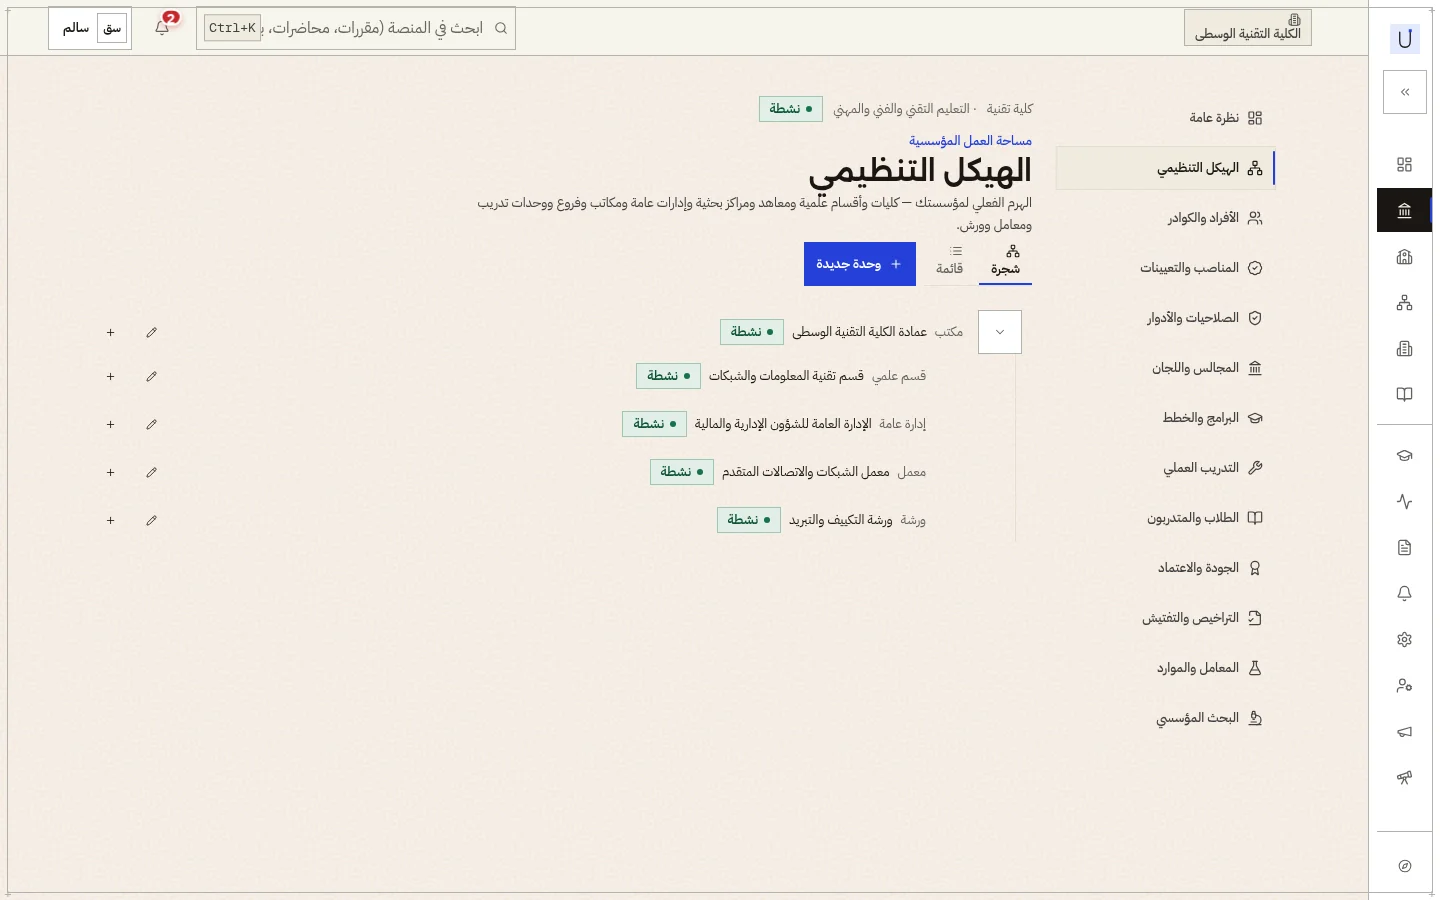 الكلية التقنية الوسطى
ابحث في المنصة (مقررات، محاضرات، ب
Ctrl+K
2
سق
سالم
نظرة عامة
الهيكل التنظيمي
الأفراد والكوادر
المناصب والتعيينات
الصلاحيات والأدوار
المجالس واللجان
البرامج والخطط
التدريب العملي
الطلاب والمتدربون
الجودة والاعتماد
التراخيص والتفتيش
المعامل والموارد
البحث المؤسسي
كلية تقنية · التعليم التقني والفني والمهني نشطة
مساحة العمل المؤسسية
الهيكل التنظيمي
الهرم الفعلي لمؤسستك — كليات وأقسام علمية ومعاهد ومراكز بحثية وإدارات عامة ومكاتب وفروع ووحدات تدريب
ومعامل وورش.
شجرة
قائمة
وحدة جديدة
مكتب عمادة الكلية التقنية الوسطى نشطة
قسم علمي قسم تقنية المعلومات والشبكات نشطة
إدارة عامة الإدارة العامة للشؤون الإدارية والمالية نشطة
معمل معمل الشبكات والاتصالات المتقدم نشطة
ورشة ورشة التكييف والتبريد نشطة